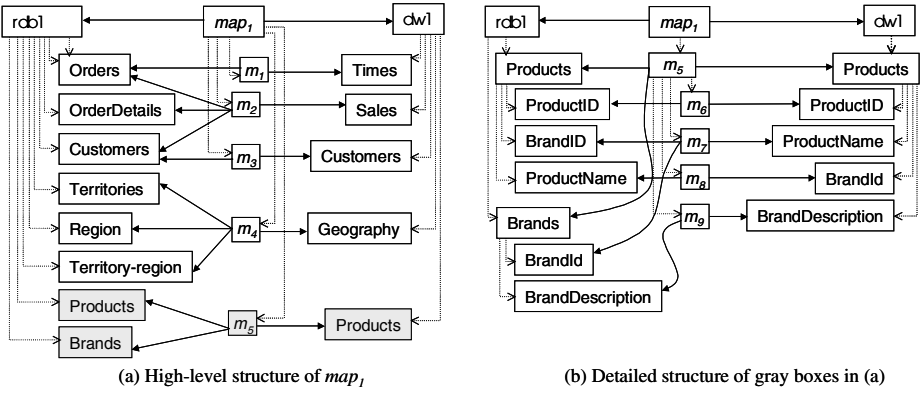 rdb1 map1 dw1
Orders m1 Times
OrderDetails m2 Sales
Customers m3 Customers
Territories
Region m4 Geography
Territory-region
Products
m5 Products
Brands
(a) High-level structure of map1
rdb1 map1 dw1
Products m5 Products
ProductID m6 ProductID
BrandID m7 ProductName
ProductName m8 BrandId
Brands m9 BrandDescription
BrandId
BrandDescription
(b) Detailed structure of gray boxes in (a)